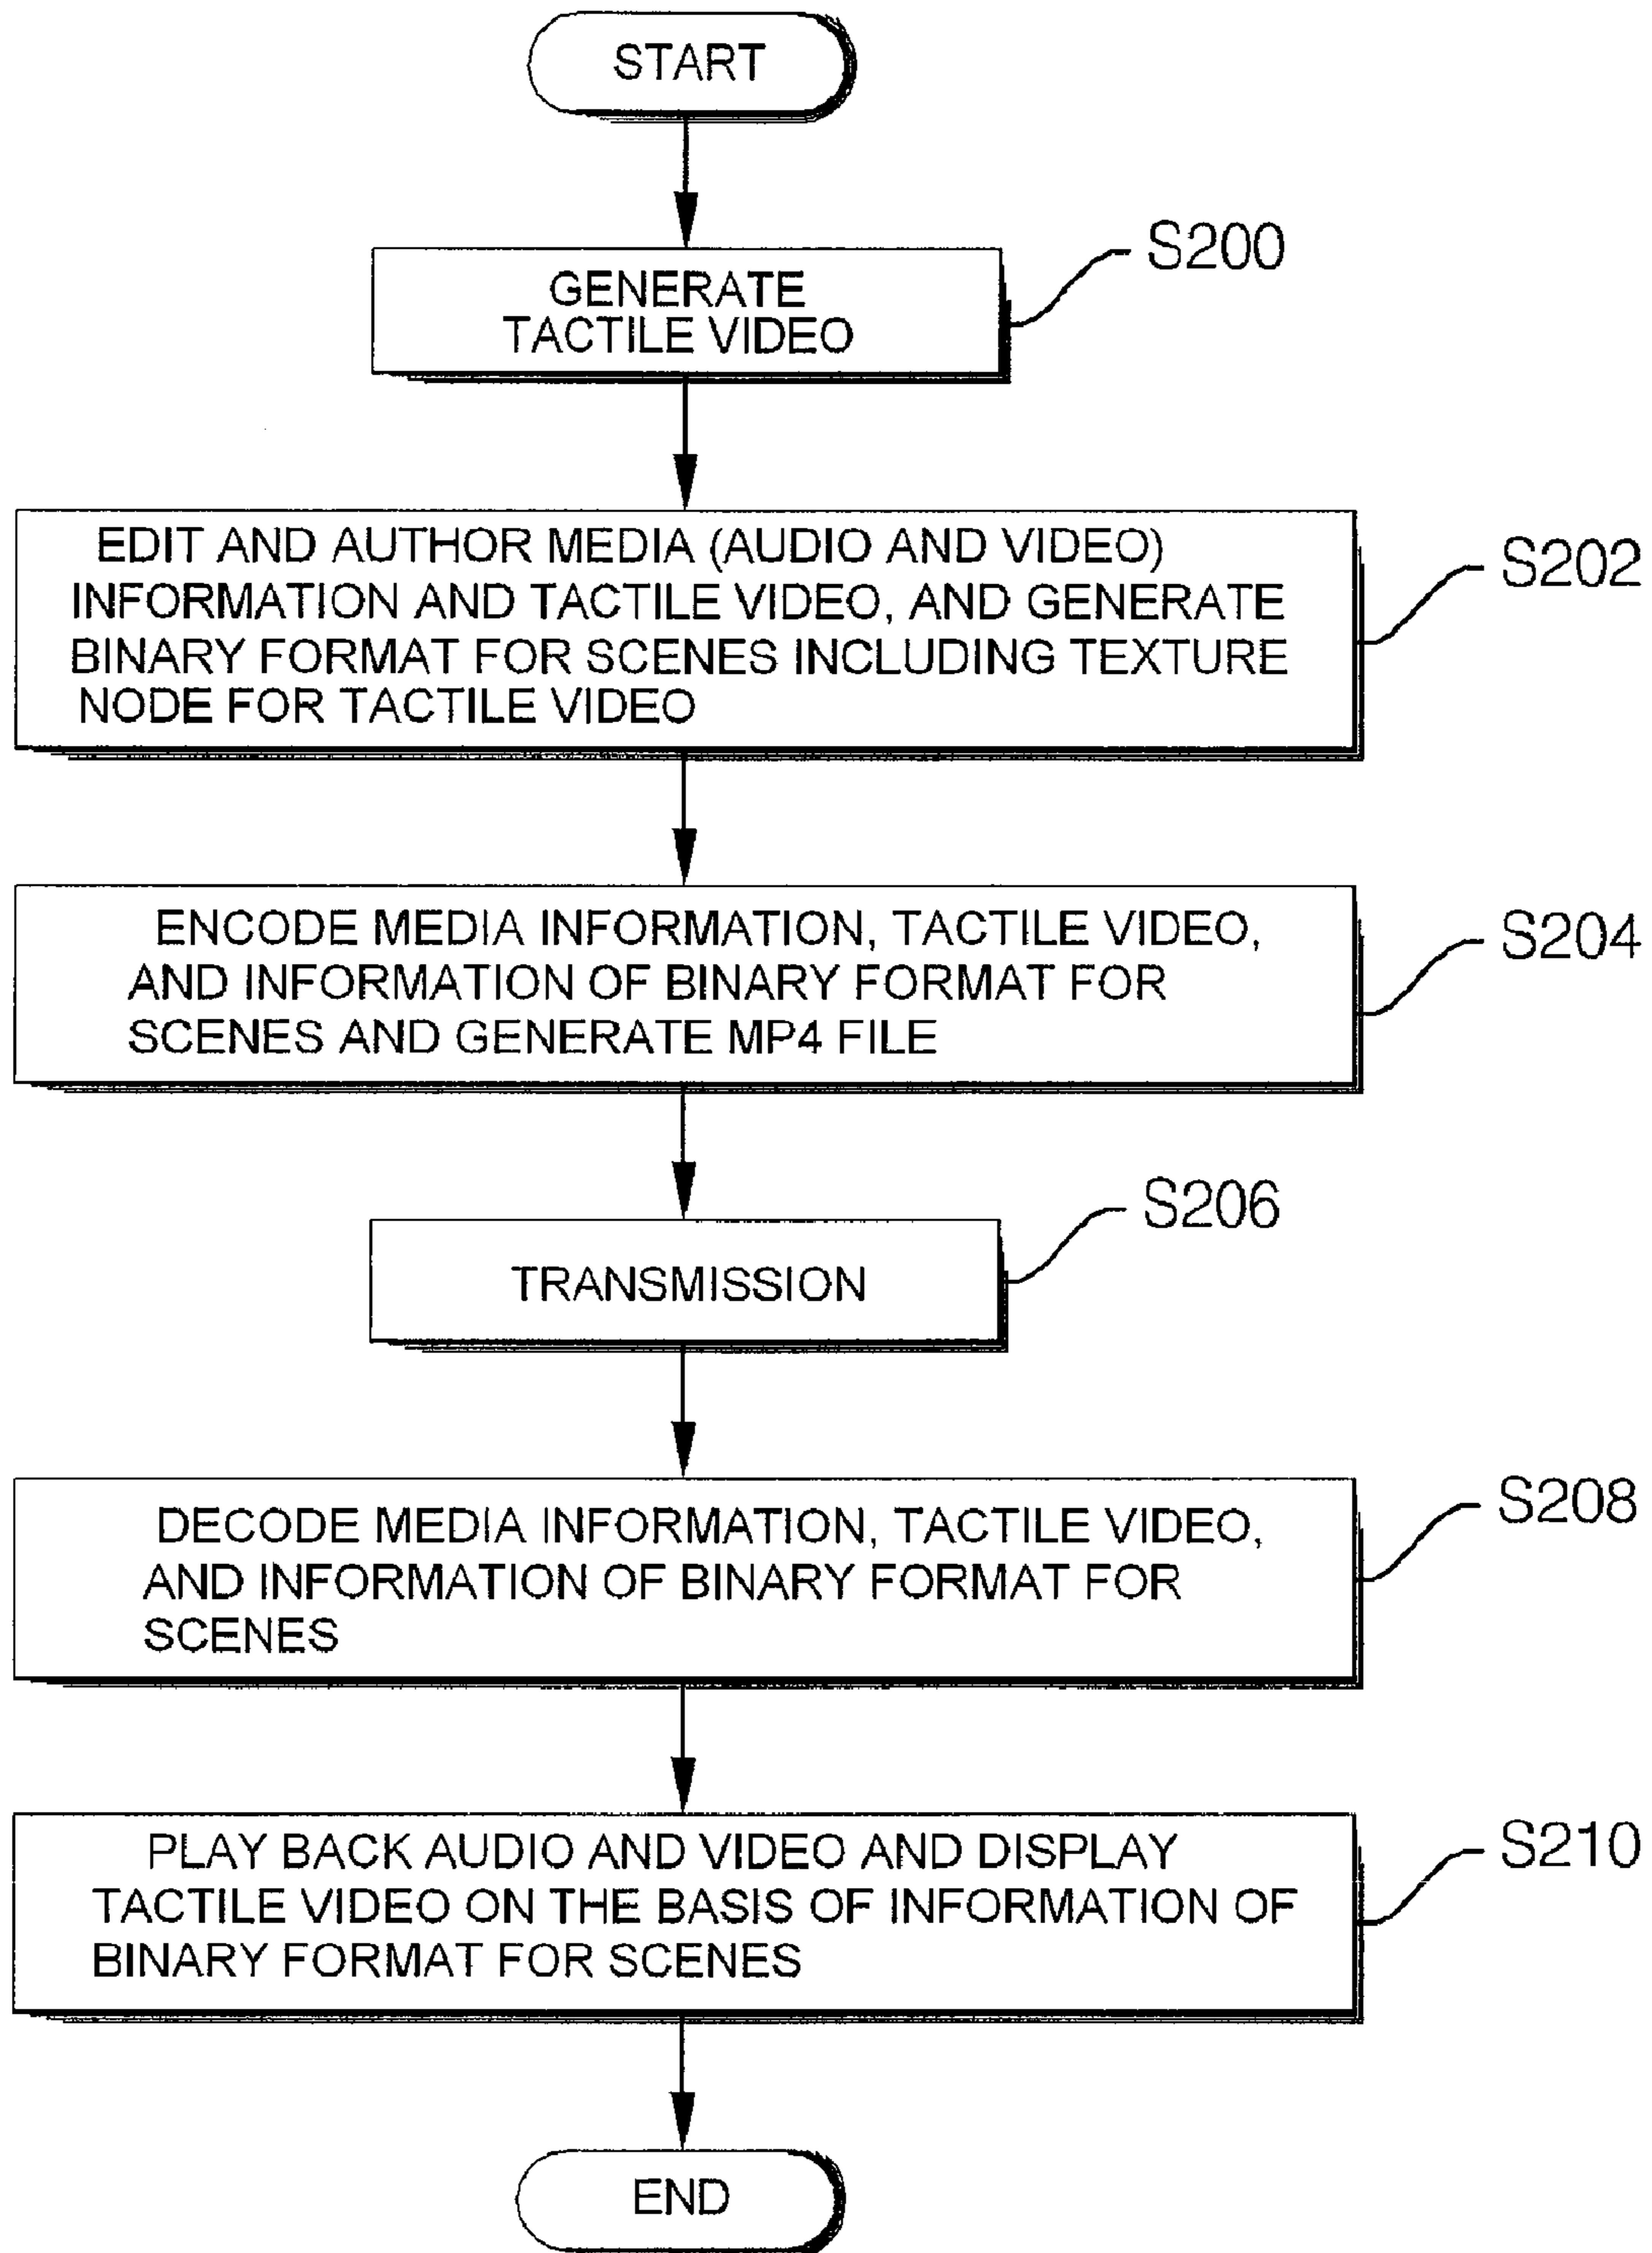 START
S200
GENERATE
TACTILE VIDEO
EDIT AND AUTHOR MEDIA (AUDIO AND VIDEO)
INFORMATION AND TACTILE VIDEO, AND GENERATE
BINARY FORMAT FOR SCENES INCLUDING TEXTURE
NODE FOR TACTILE VIDEO
S202
ENCODE MEDIA INFORMATION, TACTILE VIDEO,
AND INFORMATION OF BINARY FORMAT FOR
SCENES AND GENERATE MP4 FILE
S204
S206
TRANSMISSION
DECODE MEDIA INFORMATION, TACTILE VIDEO,
AND INFORMATION OF BINARY FORMAT FOR
SCENES
S208
PLAY BACK AUDIO AND VIDEO AND DISPLAY
TACTILE VIDEO ON THE BASIS OF INFORMATION OF
BINARY FORMAT FOR SCENES
S210
END